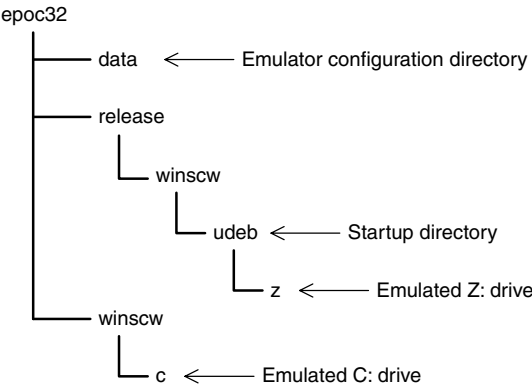 epoc32
data Emulator configuration directory
release
winscw
udeb Startup directory
z Emulated Z: drive
winscw
c Emulated C: drive